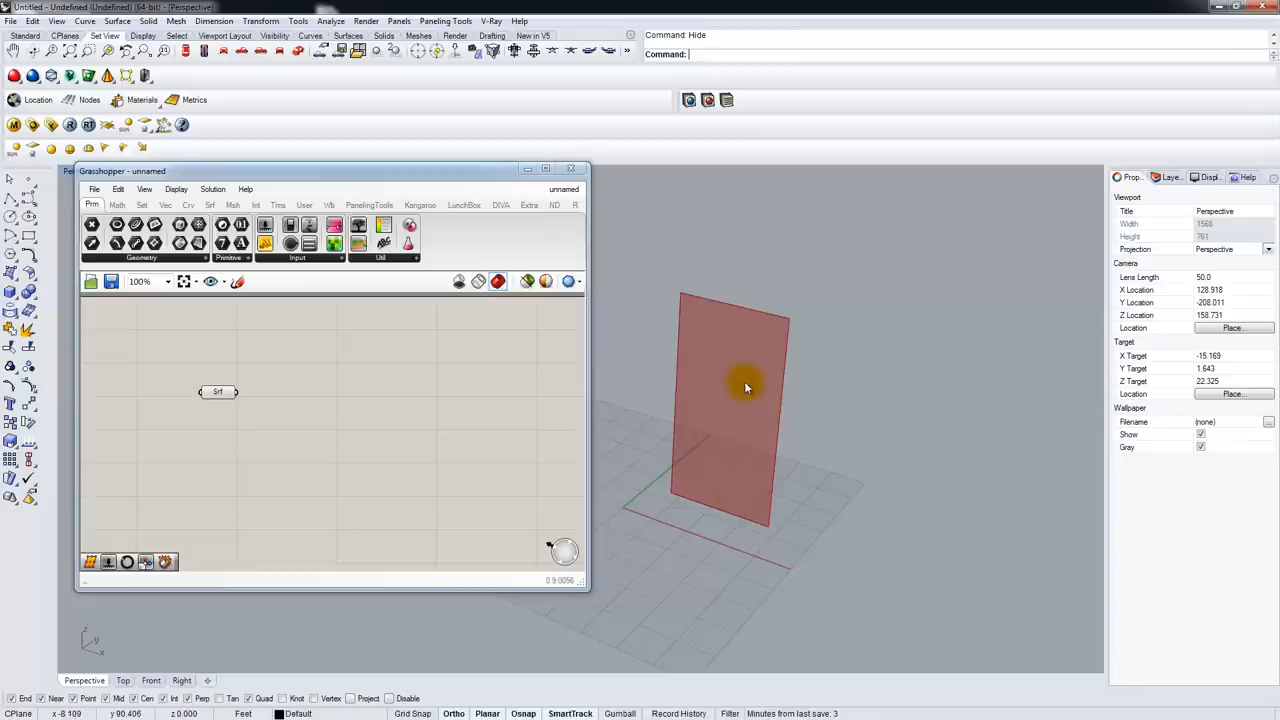 Untitled - Undefined (Undefined) (64-bit) - [Perspective]
File Edit View Curve Surface Solid Mesh Dimension Transform Tools Analyze Render Panels Paneling Tools V-Ray Help
Command: Hide
Standard CPlanes Set View Display Select Viewport Layout Visibility Curves Surfaces Solids Meshes Render Drafting New in V5
Command:
Location Nodes Materials Metrics
Grasshopper - unnamed
File Edit View Display Solution Help unnamed
Prm Math Set Vec Crv Srf Msh Int Trns User Wb PanelingTools Kangaroo LunchBox DIVA Extra ND R
Geometry Primitive Input Util
100%
Srf
0.9.0056
Prop... Laye... Displ... Help
Viewport
Title Perspective
Width 1568
Height 761
Projection Perspective
Camera
Lens Length 50.0
X Location 128.918
Y Location -208.011
Z Location 158.731
Location Place...
Target
X Target -15.169
Y Target 1.643
Z Target 22.325
Location Place...
Wallpaper
Filename (none) ...
Show
Gray
z
y
x
Perspective Top Front Right
End Near Point Mid Cen Int Perp Tan Quad Knot Vertex Project Disable
CPlane x -8.109 y 90.406 z 0.000 Feet Default Grid Snap Ortho Planar Osnap SmartTrack Gumball Record History Filter Minutes from last save: 3